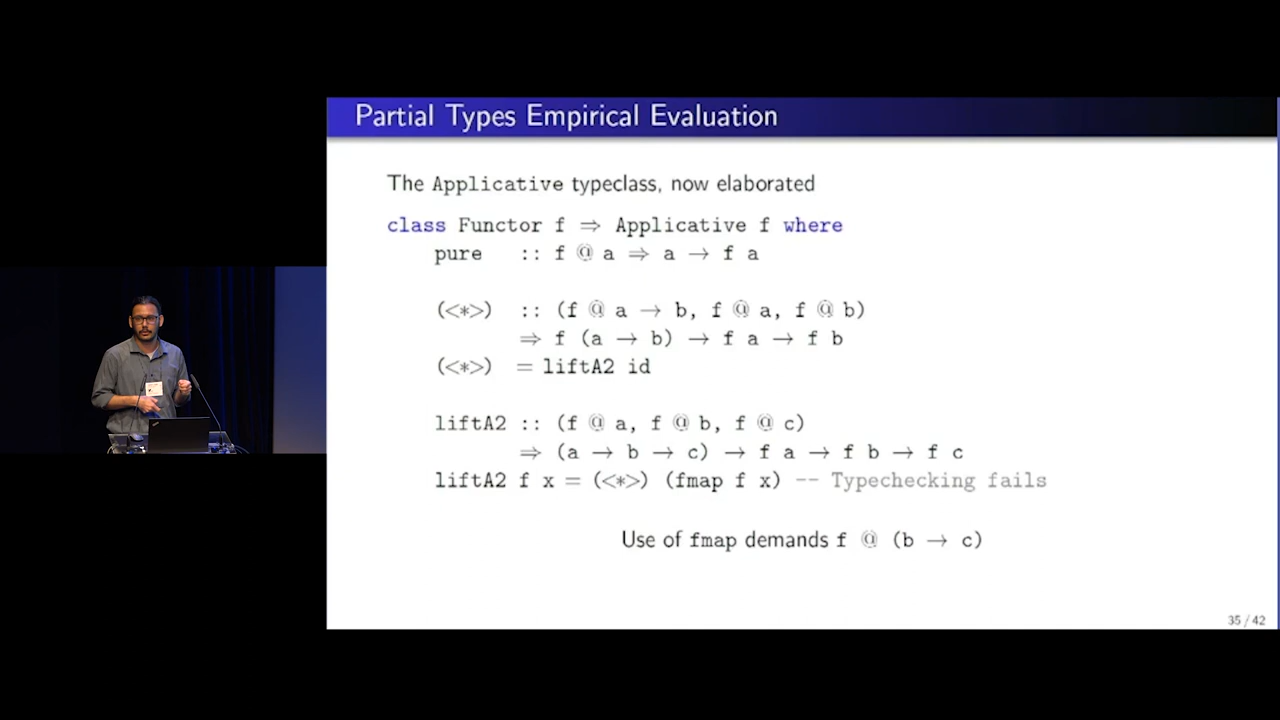 Partial Types Empirical Evaluation
The Applicative typeclass, now elaborated
class Functor f ⇒ Applicative f where
pure :: f @ a ⇒ a → f a
(<*>) :: (f @ a → b, f @ a, f @ b)
⇒ f (a → b) → f a → f b
(<*>) = liftA2 id
liftA2 :: (f @ a, f @ b, f @ c)
⇒ (a → b → c) → f a → f b → f c
liftA2 f x = (<*>) (fmap f x) -- Typechecking fails
Use of fmap demands f @ (b → c)
35 / 42